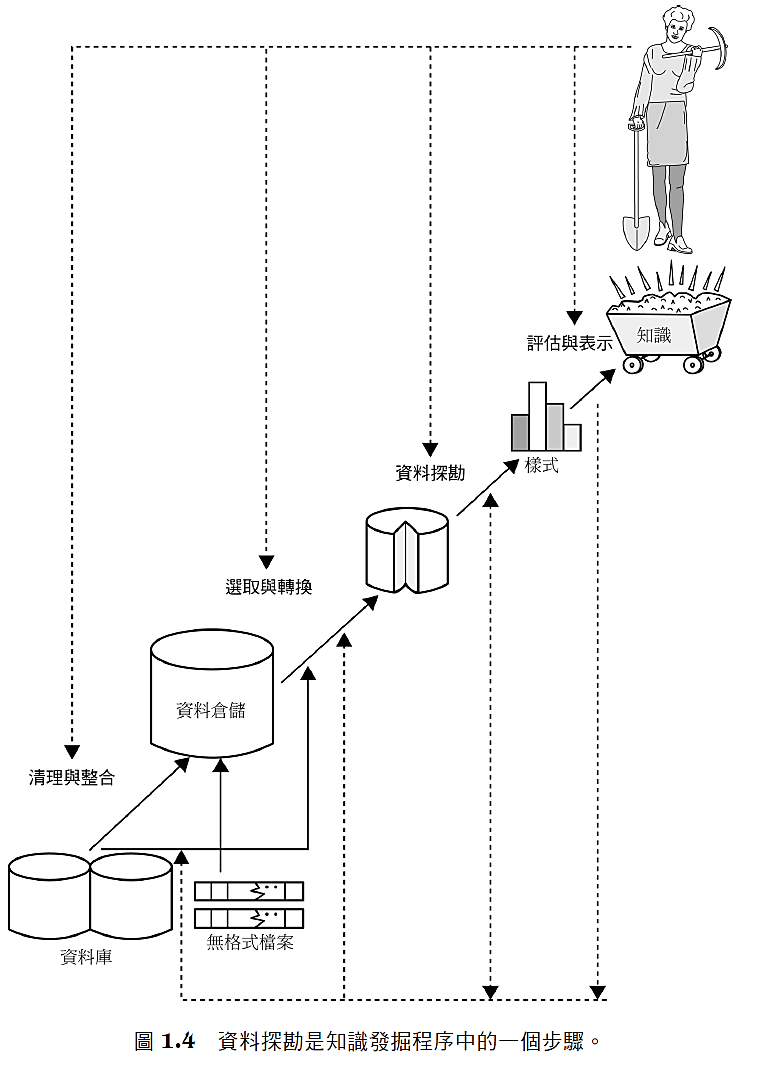 知識
評估與表示
樣式
資料探勘
選取與轉換
資料倉儲
清理與整合
無格式檔案
資料庫
圖 1.4 資料探勘是知識發掘程序中的一個步驟。